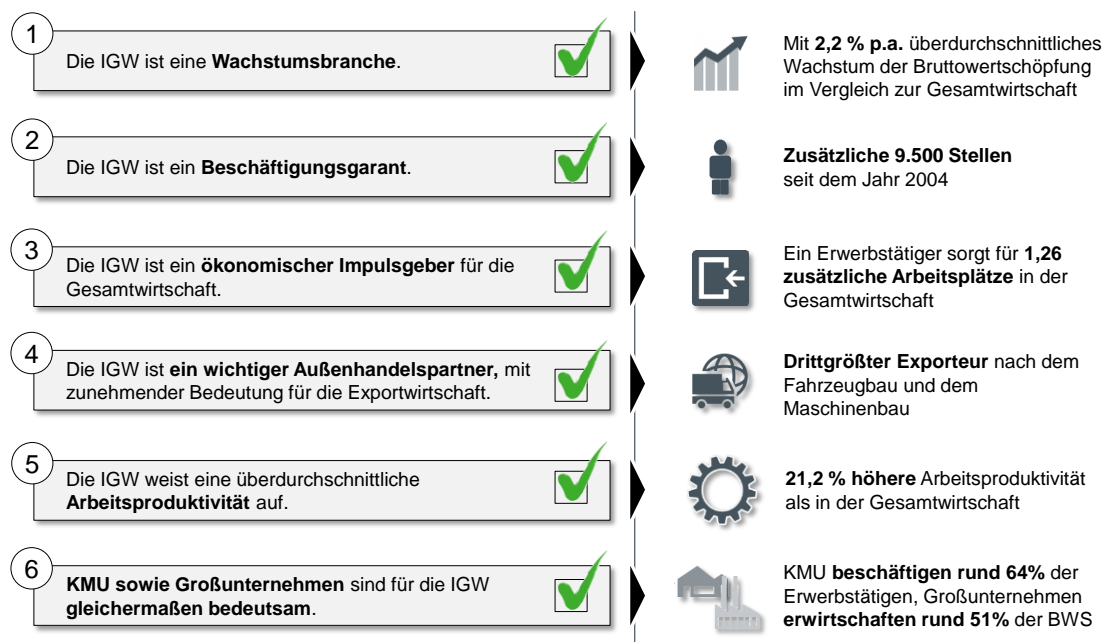 1
Die IGW ist eine Wachstumsbranche.
Mit 2,2 % p.a. überdurchschnittliches
Wachstum der Bruttowertschöpfung
im Vergleich zur Gesamtwirtschaft
2
Die IGW ist ein Beschäftigungsgarant.
Zusätzliche 9.500 Stellen
seit dem Jahr 2004
3
Die IGW ist ein ökonomischer Impulsgeber für die
Gesamtwirtschaft.
Ein Erwerbstätiger sorgt für 1,26
zusätzliche Arbeitsplätze in der
Gesamtwirtschaft
4
Die IGW ist ein wichtiger Außenhandelspartner, mit
zunehmender Bedeutung für die Exportwirtschaft.
Drittgrößter Exporteur nach dem
Fahrzeugbau und dem
Maschinenbau
5
Die IGW weist eine überdurchschnittliche
Arbeitsproduktivität auf.
21,2 % höhere Arbeitsproduktivität
als in der Gesamtwirtschaft
6
KMU sowie Großunternehmen sind für die IGW
gleichermaßen bedeutsam.
KMU beschäftigen rund 64% der
Erwerbstätigen, Großunternehmen
erwirtschaften rund 51% der BWS